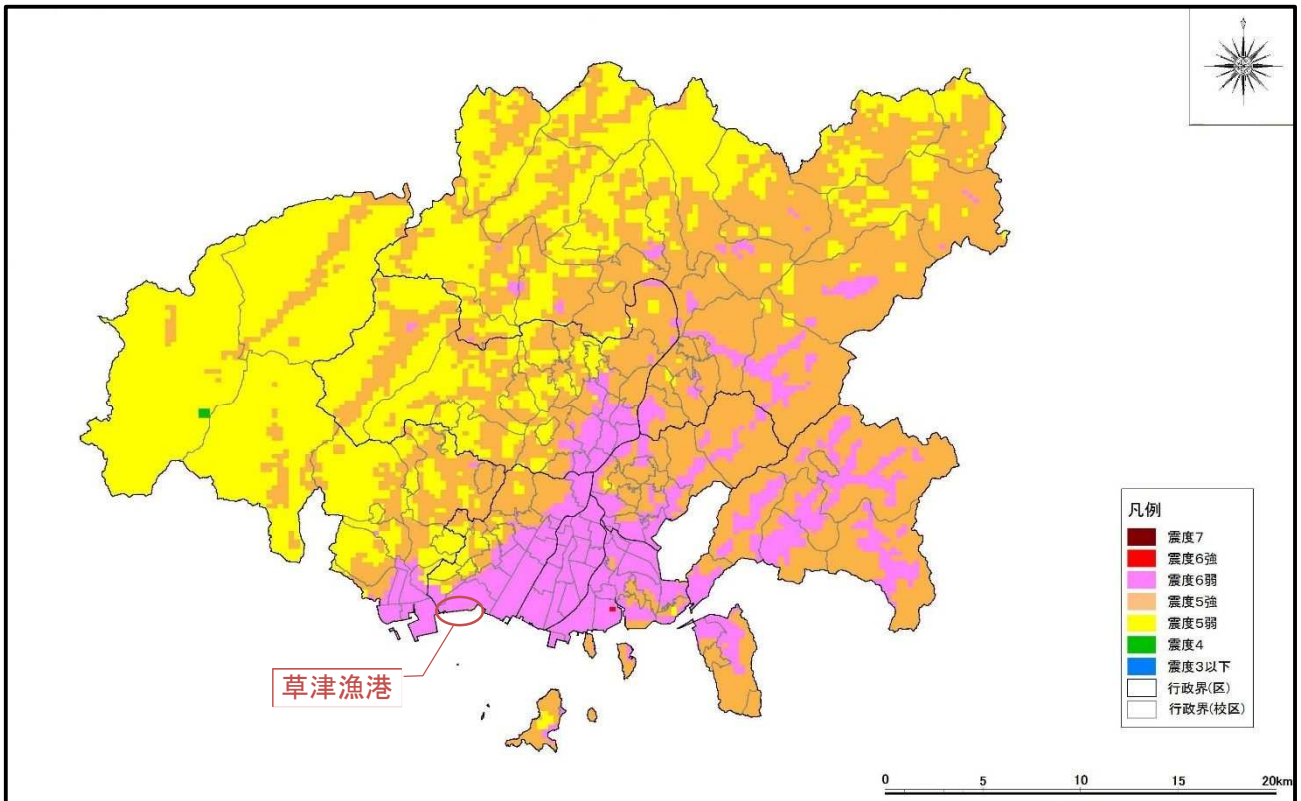 草津漁港
凡例
震度7
震度6強
震度6弱
震度5強
震度5弱
震度4
震度3以下
行政界(区)
行政界(校区)
0 5 10 15 20km